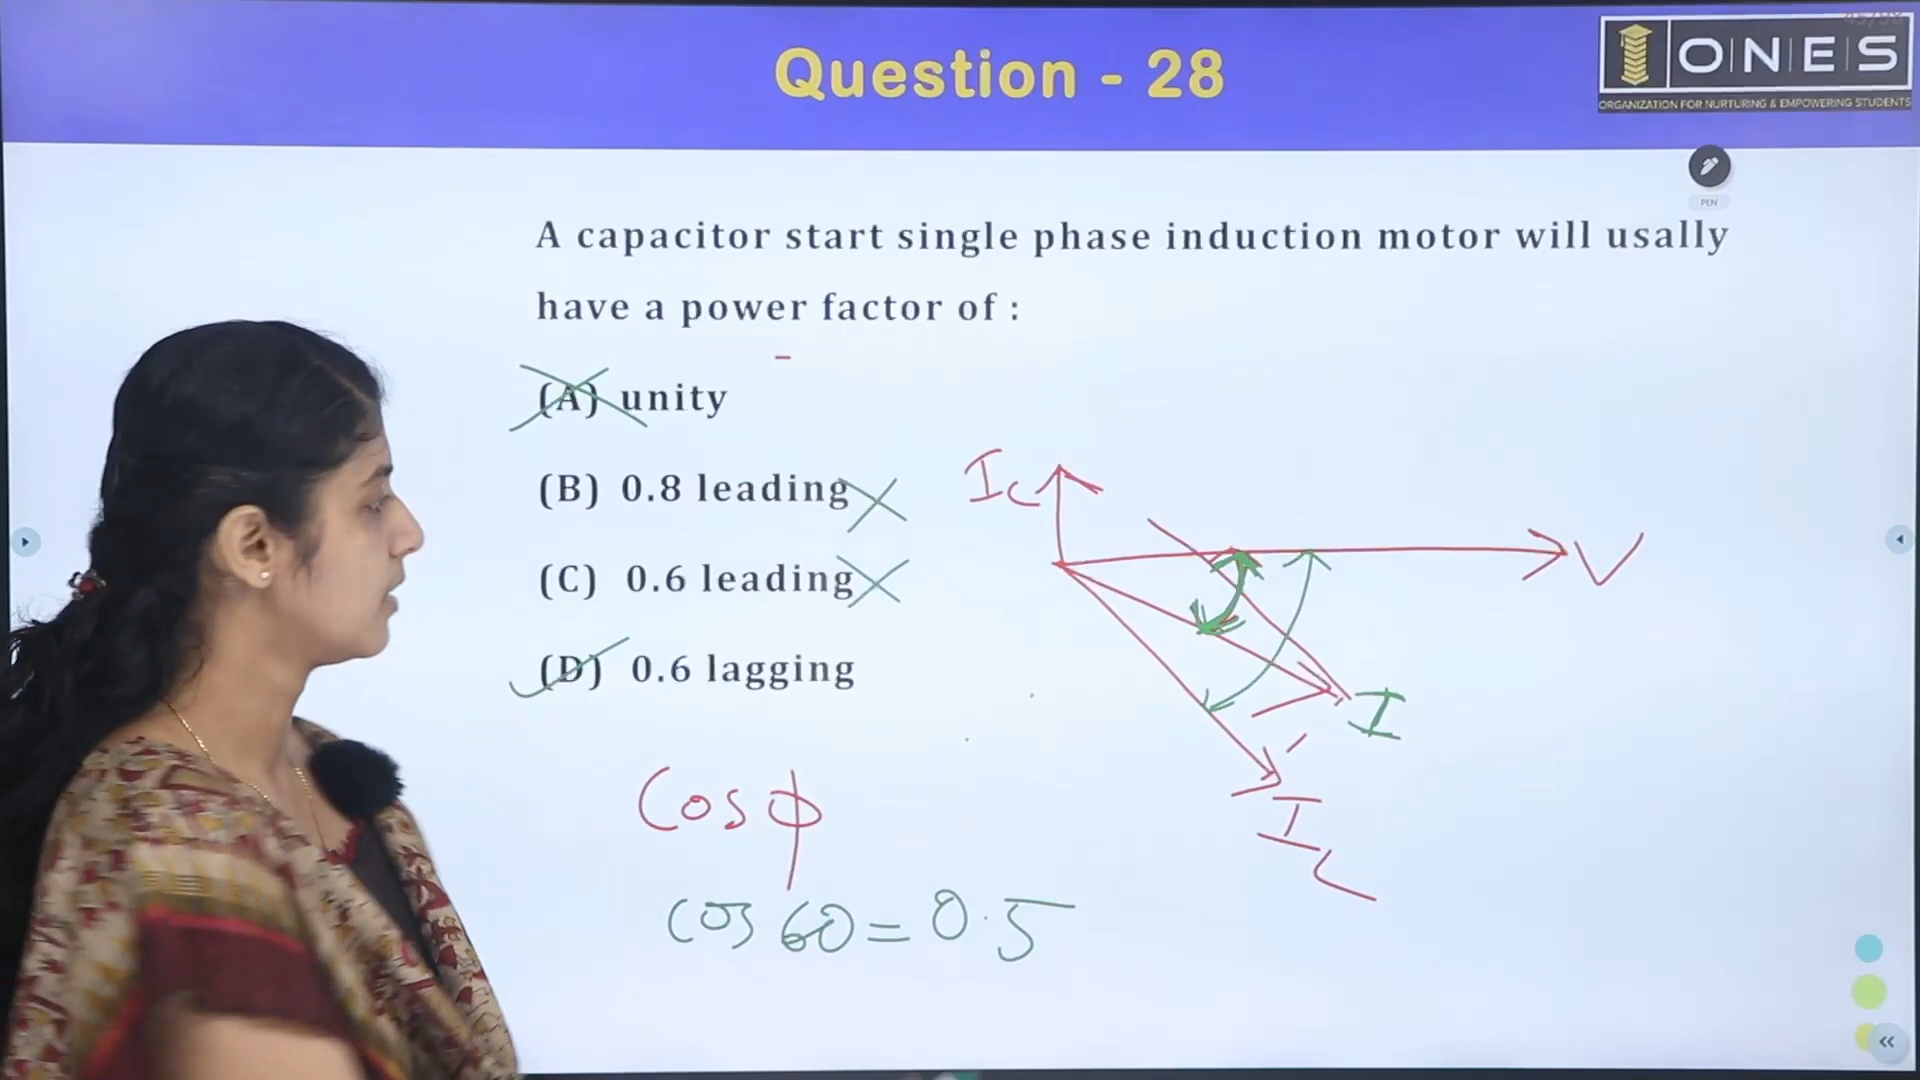 45/98
Question - 28
ONES
ORGANIZATION FOR NURTURING & EMPOWERING STUDENTS
PEN
A capacitor start single phase induction motor will usally
have a power factor of :
(A) unity
(B) 0.8 leading
(C) 0.6 leading
(D) 0.6 lagging
Ic
V
I
IL
Cos ϕ
cos 60 = 0.5